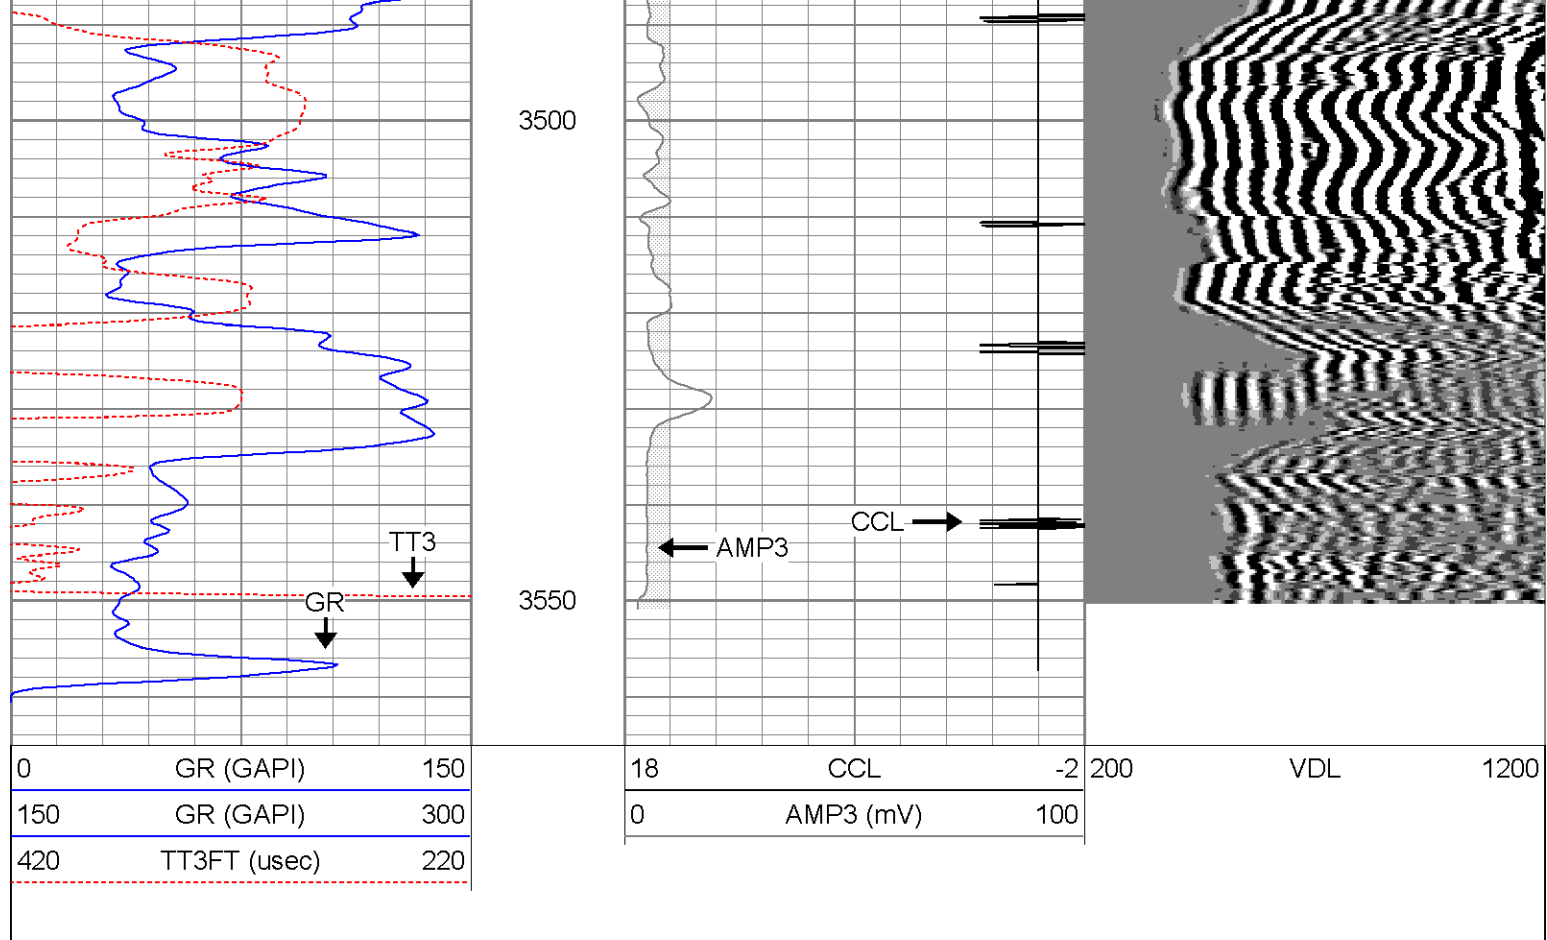 3500
CCL
AMP3
TT3
GR
3550
0 GR (GAPI) 150
150 GR (GAPI) 300
420 TT3FT (usec) 220
18 CCL -2
0 AMP3 (mV) 100
200 VDL 1200